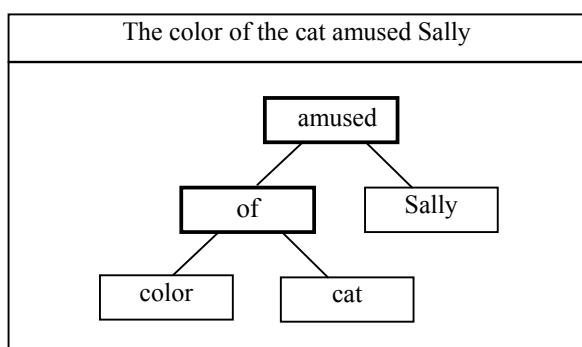 The color of the cat amused Sally
amused
of
Sally
color
cat